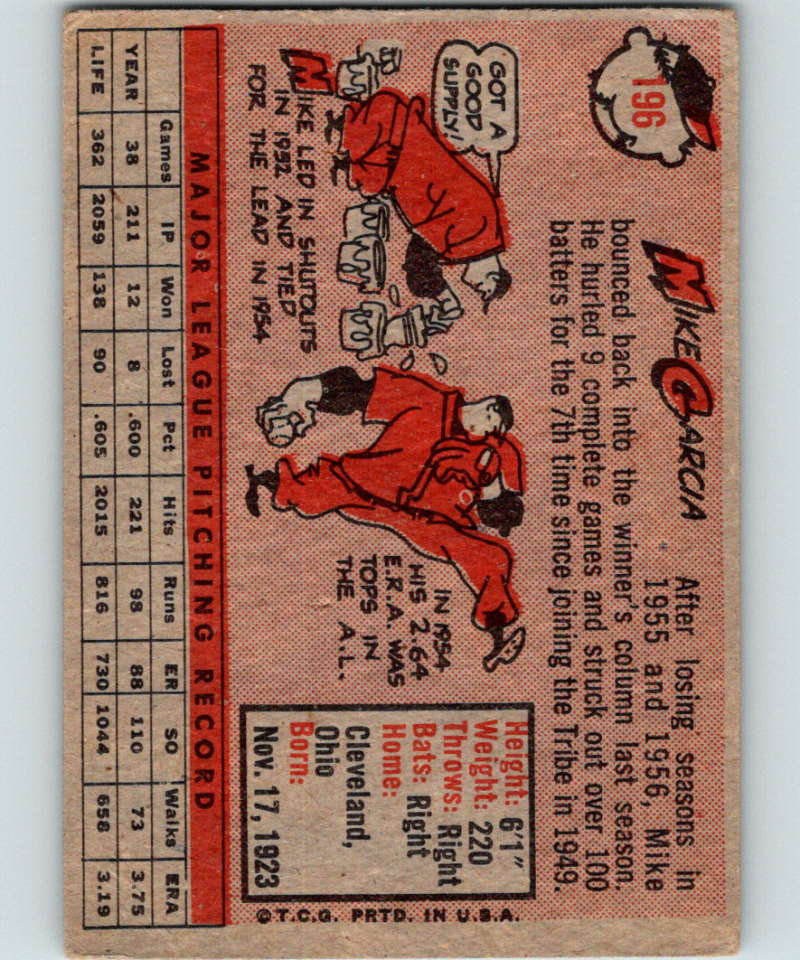 196
MIKE GARCIA
After losing seasons in
1955 and 1956, Mike
bounced back into the winner's column last season.
He hurled 9 complete games and struck out over 100
batters for the 7th time since joining the Tribe in 1949.
GOT A
GOOD
SUPPLY!
MIKE LED IN SHUTOUTS
IN 1952 AND TIED
FOR THE LEAD IN 1954
IN 1954
HIS 2.64
E.R.A. WAS
TOPS IN
THE A.L.
Height: 6'1"
Weight: 220
Throws: Right
Bats: Right
Home:
Cleveland,
Ohio
Born:
Nov. 17, 1923
©T.C.G. PRTD. IN U.S.A.
MAJOR LEAGUE PITCHING RECORD
Games IP Won Lost Pct Hits Runs ER SO Walks ERA
YEAR 38 211 12 8 .600 221 98 88 110 73 3.75
LIFE 362 2059 138 90 .605 2015 816 730 1044 658 3.19